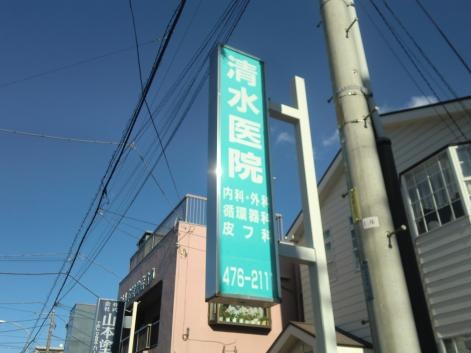 清水医院
内科・外科
循環器科
皮フ科
476-211
山本